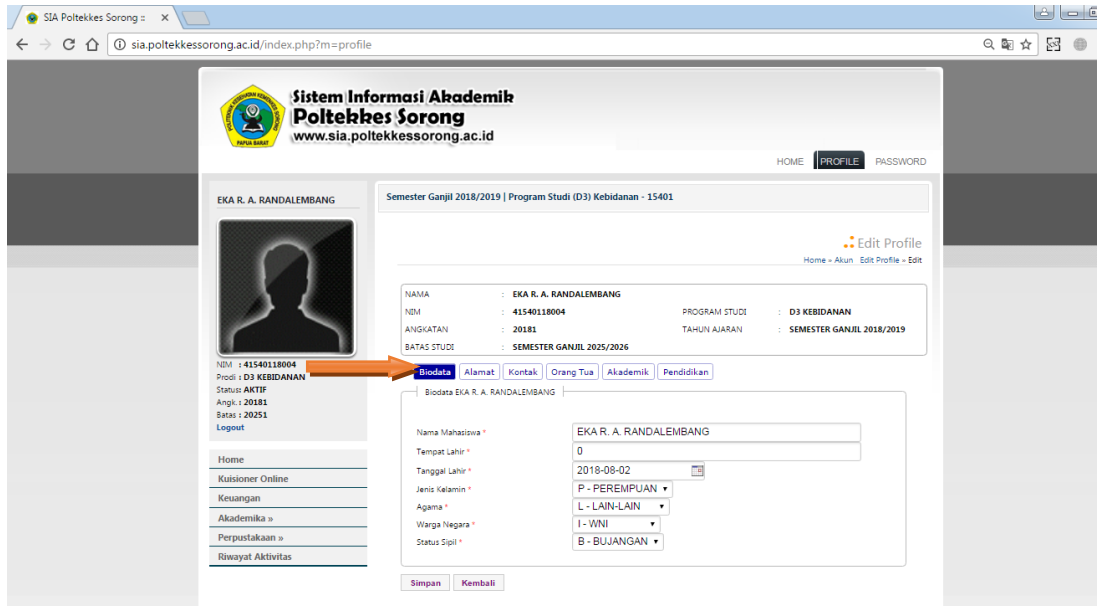 SIA Poltekkes Sorong ::
sia.poltekkessorong.ac.id/index.php?m=profile
Sistem Informasi Akademik
Poltekkes Sorong
www.sia.poltekkessorong.ac.id
PAPUA BARAT
HOME PROFILE PASSWORD
EKA R. A. RANDALEMBANG
NIM : 41540118004
Prodi : D3 KEBIDANAN
Status: AKTIF
Angk. : 20181
Batas : 20251
Logout
Home
Kuisioner Online
Keuangan
Akademika »
Perpustakaan »
Riwayat Aktivitas
Semester Ganjil 2018/2019 | Program Studi (D3) Kebidanan - 15401
Edit Profile
Home » Akun Edit Profile » Edit
NAMA : EKA R. A. RANDALEMBANG
NIM : 41540118004 PROGRAM STUDI : D3 KEBIDANAN
ANGKATAN : 20181 TAHUN AJARAN : SEMESTER GANJIL 2018/2019
BATAS STUDI : SEMESTER GANJIL 2025/2026
Biodata Alamat Kontak Orang Tua Akademik Pendidikan
Biodata EKA R. A. RANDALEMBANG
Nama Mahasiswa * EKA R. A. RANDALEMBANG
Tempat Lahir * 0
Tanggal Lahir * 2018-08-02
Jenis Kelamin * P - PEREMPUAN
Agama * L - LAIN-LAIN
Warga Negara * I - WNI
Status Sipil * B - BUJANGAN
Simpan Kembali